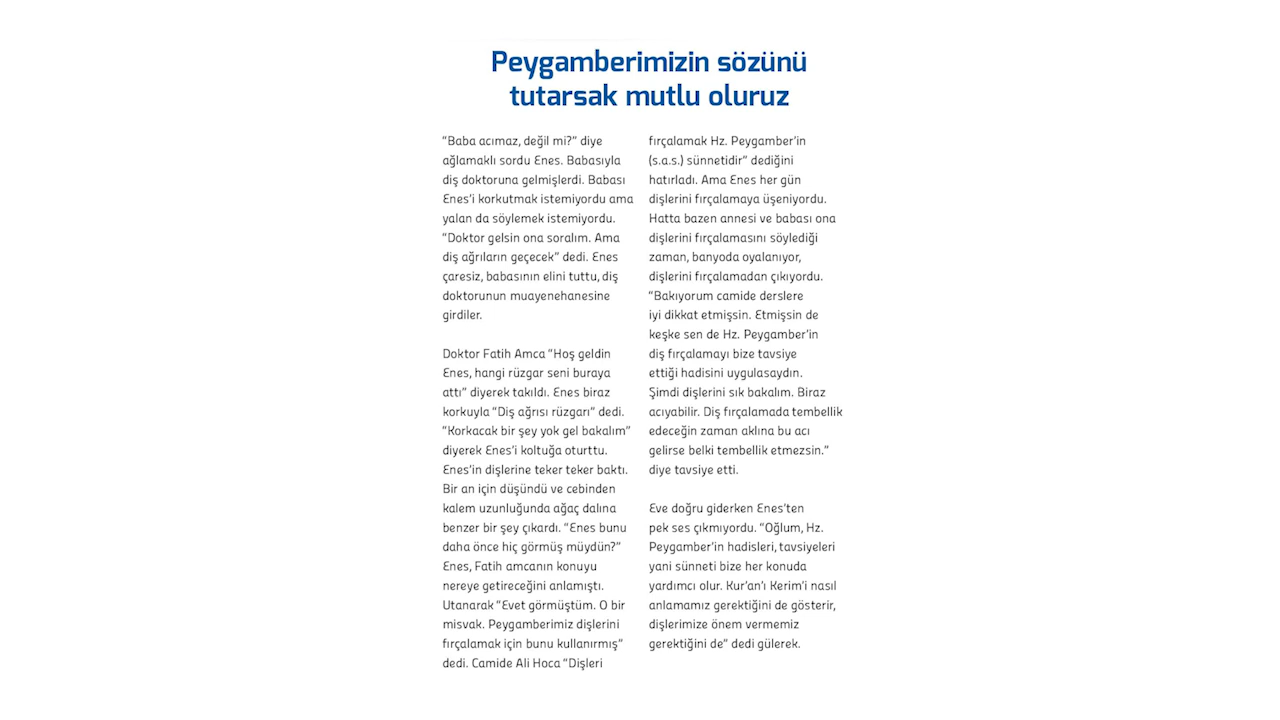 Peygamberimizin sözünü
tutarsak mutlu oluruz
"Baba acımaz, değil mi?" diye
ağlamaklı sordu Enes. Babasıyla
diş doktoruna gelmişlerdi. Babası
Enes'i korkutmak istemiyordu ama
yalan da söylemek istemiyordu.
"Doktor gelsin ona soralım. Ama
diş ağrıların geçecek" dedi. Enes
çaresiz, babasının elini tuttu, diş
doktorunun muayenehanesine
girdiler.
Doktor Fatih Amca "Hoş geldin
Enes, hangi rüzgar seni buraya
attı" diyerek takıldı. Enes biraz
korkuyla "Diş ağrısı rüzgarı" dedi.
"Korkacak bir şey yok gel bakalım"
diyerek Enes'i koltuğa oturttu.
Enes'in dişlerine teker teker baktı.
Bir an için düşündü ve cebinden
kalem uzunluğunda ağaç dalına
benzer bir şey çıkardı. "Enes bunu
daha önce hiç görmüş müydün?"
Enes, Fatih amcanın konuyu
nereye getireceğini anlamıştı.
Utanarak "Evet görmüştüm. O bir
misvak. Peygamberimiz dişlerini
fırçalamak için bunu kullanırmış"
dedi. Camide Ali Hoca "Dişleri
fırçalamak Hz. Peygamber'in
(s.a.s.) sünnetidir" dediğini
hatırladı. Ama Enes her gün
dişlerini fırçalamaya üşeniyordu.
Hatta bazen annesi ve babası ona
dişlerini fırçalamasını söylediği
zaman, banyoda oyalanıyor,
dişlerini fırçalamadan çıkıyordu.
"Bakıyorum camide derslere
iyi dikkat etmişsin. Etmişsin de
keşke sen de Hz. Peygamber'in
diş fırçalamayı bize tavsiye
ettiği hadisini uygulasaydın.
Şimdi dişlerini sık bakalım. Biraz
acıyabilir. Diş fırçalamada tembellik
edeceğin zaman aklına bu acı
gelirse belki tembellik etmezsin."
diye tavsiye etti.
Eve doğru giderken Enes'ten
pek ses çıkmıyordu. "Oğlum, Hz.
Peygamber'in hadisleri, tavsiyeleri
yani sünneti bize her konuda
yardımcı olur. Kur'an'ı Kerim'i nasıl
anlamamız gerektiğini de gösterir,
dişlerimize önem vermemiz
gerektiğini de" dedi gülerek.